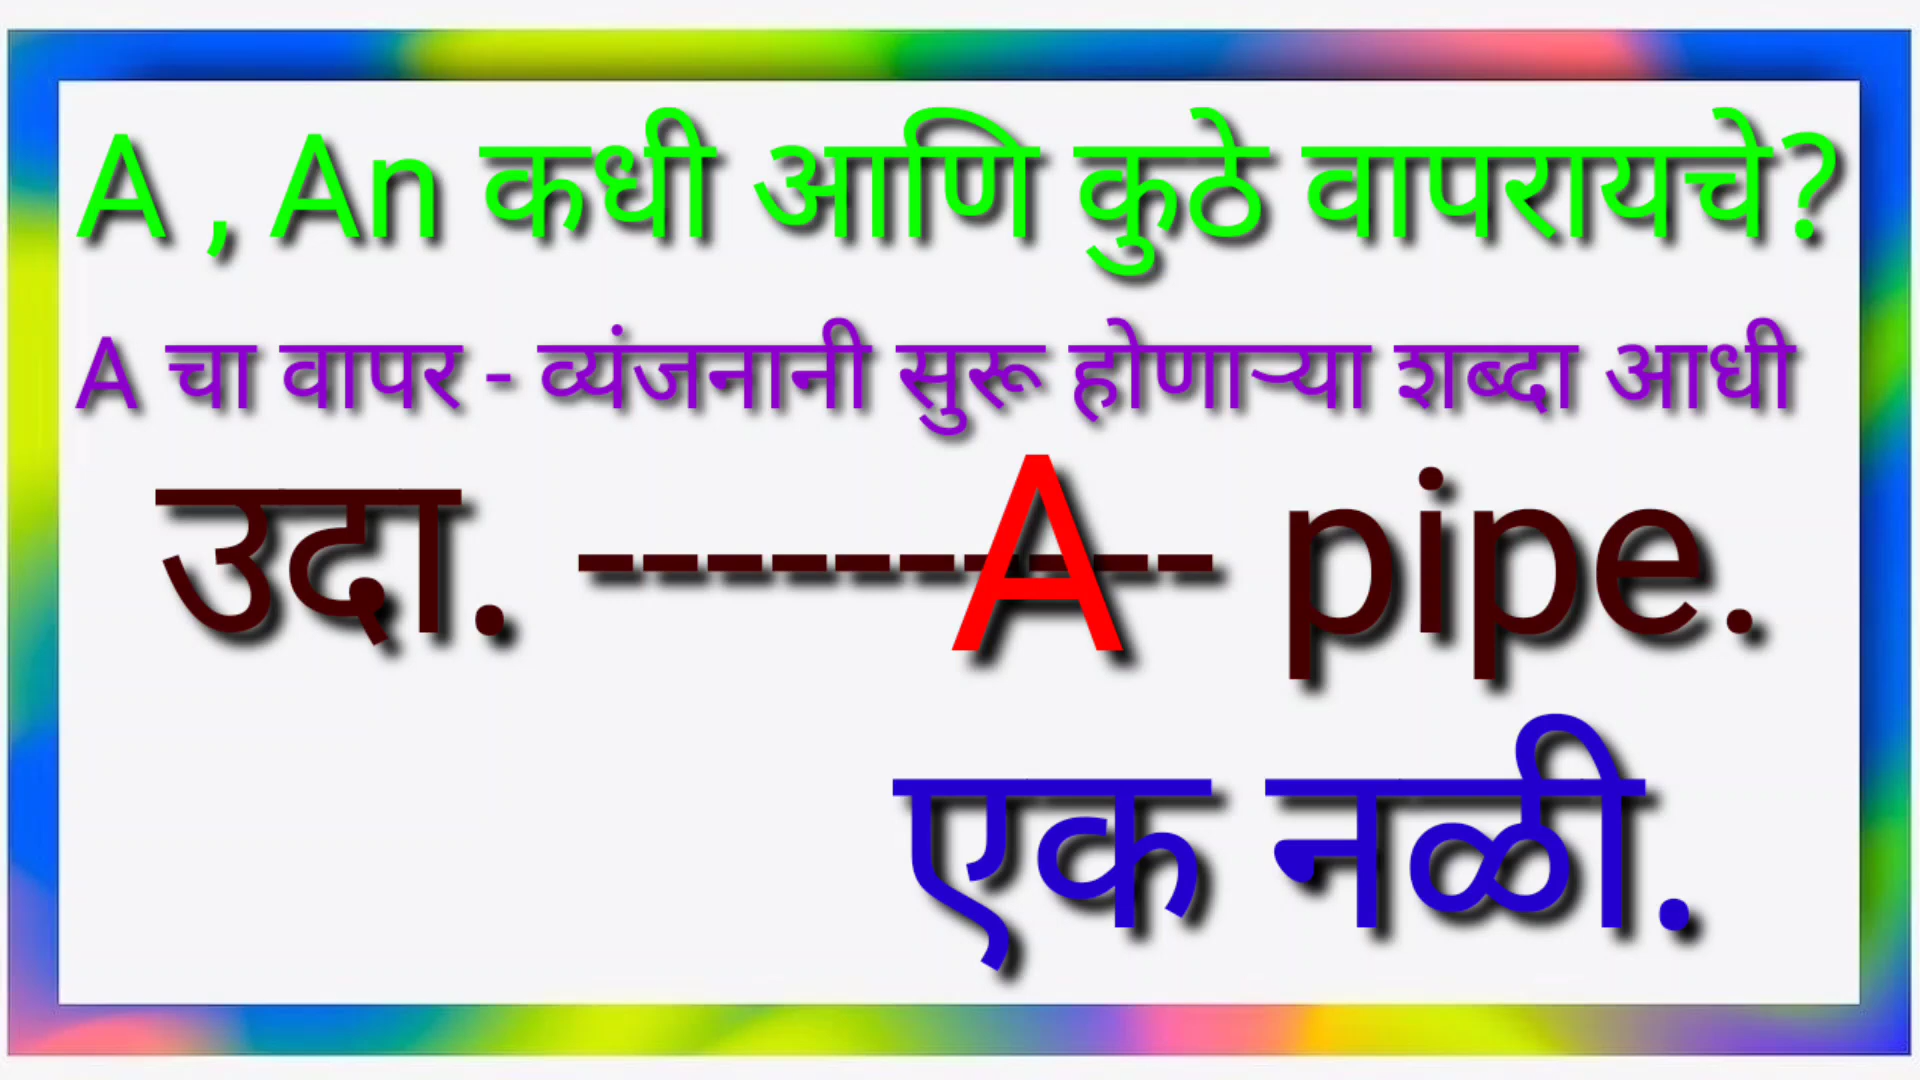 A , An कधी आणि कुठे वापरायचे?
A चा वापर - व्यंजनानी सुरू होणाऱ्या शब्दा आधी
उदा. ---------- A pipe.
एक नळी.